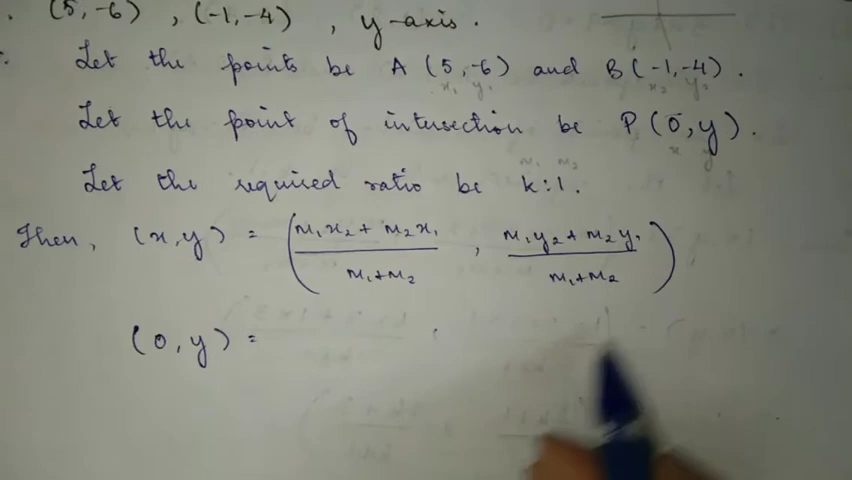 (5,-6) , (-1,-4) , y-axis.
Let the points be A (5,-6) and B(-1,-4).
x₁ y₁ x₂ y₂
Let the point of intersection be P(0,y).
x y
m₁ m₂
Let the required ratio be k:1.
Then, (x,y) = ( m₁x₂ + m₂x₁ / m₁+m₂ , m₁y₂ + m₂y₁ / m₁+m₂ )
(0,y) =